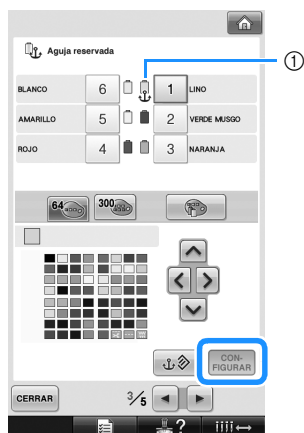 Aguja reservada
1
BLANCO 6 1 LINO
AMARILLO 5 2 VERDE MUSGO
ROJO 4 3 NARANJA
64 300
CON-
FIGURAR
CERRAR 3/5
?